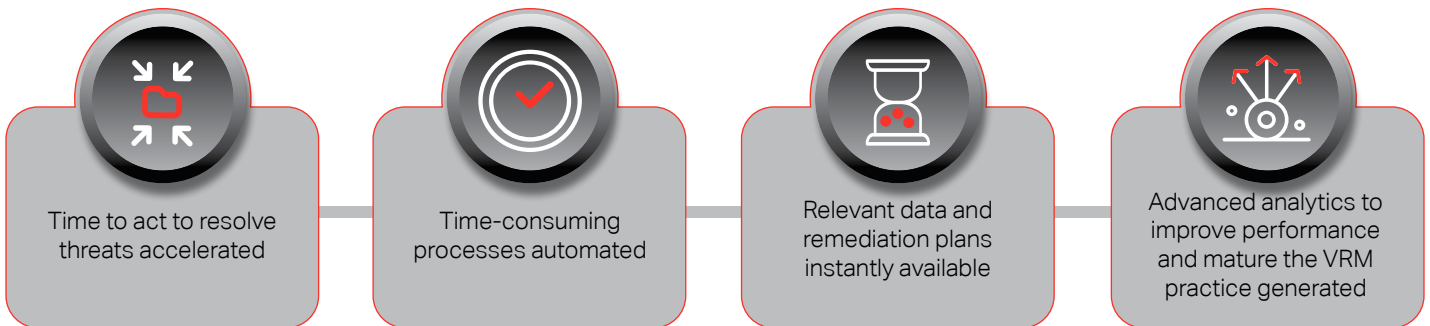 Time to act to resolve
threats accelerated
Time-consuming
processes automated
Relevant data and
remediation plans
instantly available
Advanced analytics to
improve performance
and mature the VRM
practice generated